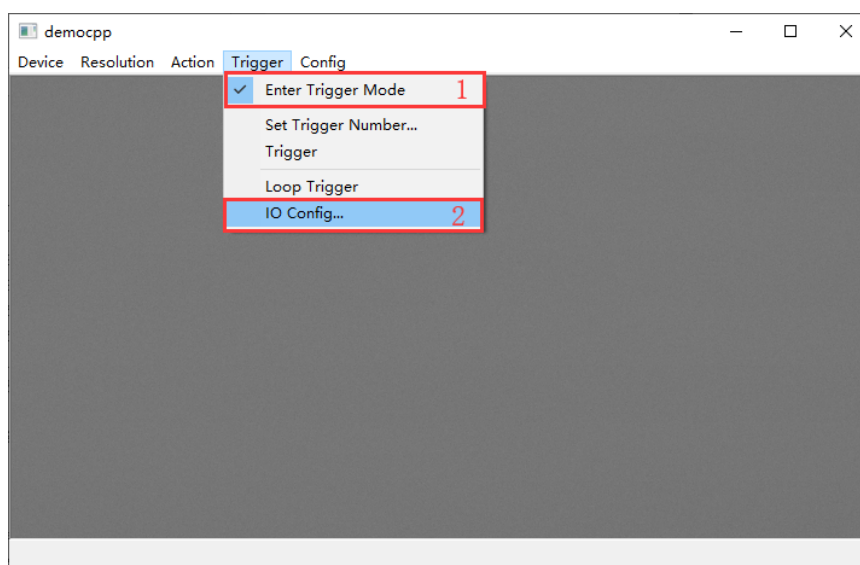 democpp
Device Resolution Action Trigger Config
Enter Trigger Mode 1
Set Trigger Number...
Trigger
Loop Trigger
IO Config... 2